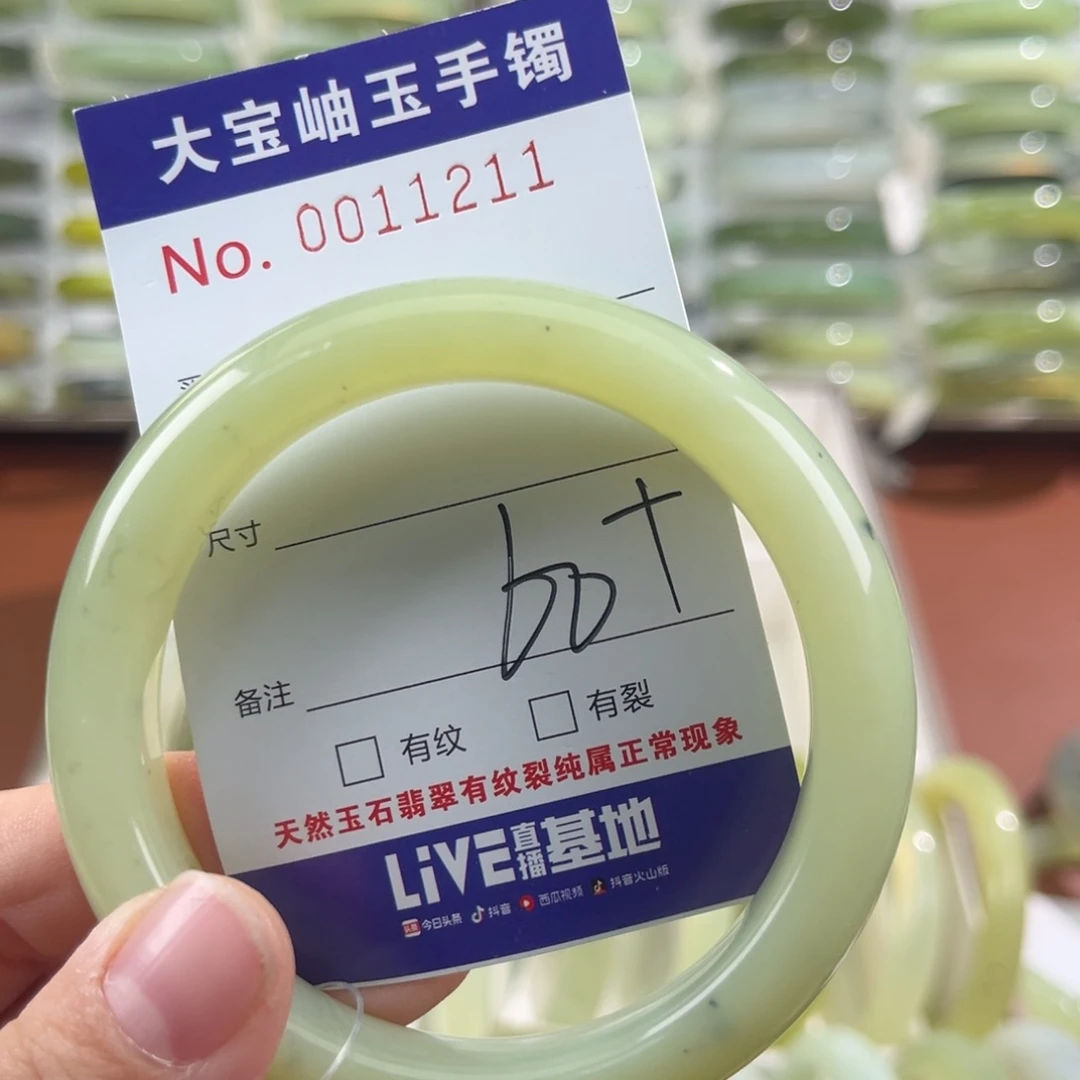 大宝岫玉手镯
No. 0011211
尺寸
备注
有纹 有裂
天然玉石翡翠有纹裂纯属正常现象
LiVE直播基地
头条 今日头条 抖音 西瓜视频 抖音火山版